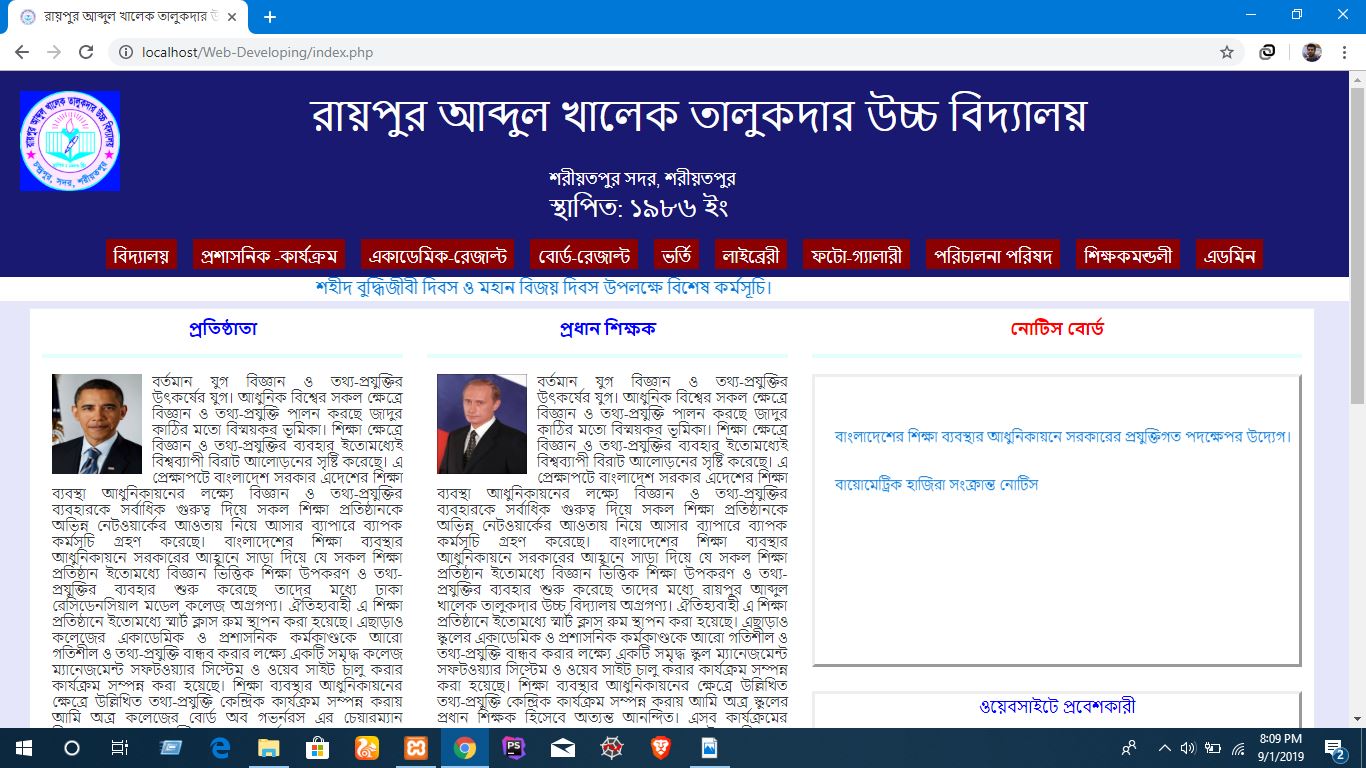 রায়পুর আব্দুল খালেক তালুকদার উ
localhost/Web-Developing/index.php
রায়পুর আব্দুল খালেক তালুকদার উচ্চ বিদ্যালয়
রায়পুর আব্দুল খালেক তালুকদার উচ্চ বিদ্যালয়
চন্দ্রপুর, সদর, শরীয়তপুর
শরীয়তপুর সদর, শরীয়তপুর
স্থাপিত: ১৯৮৬ ইং
বিদ্যালয় প্রশাসনিক -কার্যক্রম একাডেমিক-রেজাল্ট বোর্ড-রেজাল্ট ভর্তি লাইব্রেরী ফটো-গ্যালারী পরিচালনা পরিষদ শিক্ষকমন্ডলী এডমিন
শহীদ বুদ্ধিজীবী দিবস ও মহান বিজয় দিবস উপলক্ষে বিশেষ কর্মসূচি।
প্রতিষ্ঠাতা
বর্তমান যুগ বিজ্ঞান ও তথ্য-প্রযুক্তির
উৎকর্ষের যুগ। আধুনিক বিশ্বের সকল ক্ষেত্রে
বিজ্ঞান ও তথ্য-প্রযুক্তি পালন করছে জাদুর
কাঠির মতো বিস্ময়কর ভূমিকা। শিক্ষা ক্ষেত্রে
বিজ্ঞান ও তথ্য-প্রযুক্তির ব্যবহার ইতোমধ্যেই
বিশ্বব্যাপী বিরাট আলোড়নের সৃষ্টি করেছে। এ
প্রেক্ষাপটে বাংলাদেশ সরকার এদেশের শিক্ষা
ব্যবস্থা আধুনিকায়নের লক্ষ্যে বিজ্ঞান ও তথ্য-প্রযুক্তির
ব্যবহারকে সর্বাধিক গুরুত্ব দিয়ে সকল শিক্ষা প্রতিষ্ঠানকে
অভিন্ন নেটওয়ার্কের আওতায় নিয়ে আসার ব্যাপারে ব্যাপক
কর্মসূচি গ্রহণ করেছে। বাংলাদেশের শিক্ষা ব্যবস্থার
আধুনিকায়নে সরকারের আহ্বানে সাড়া দিয়ে যে সকল শিক্ষা
প্রতিষ্ঠান ইতোমধ্যে বিজ্ঞান ভিত্তিক শিক্ষা উপকরণ ও তথ্য-
প্রযুক্তির ব্যবহার শুরু করেছে তাদের মধ্যে ঢাকা
রেসিডেনসিয়াল মডেল কলেজ অগ্রগণ্য। ঐতিহ্যবাহী এ শিক্ষা
প্রতিষ্ঠানে ইতোমধ্যে স্মার্ট ক্লাস রুম স্থাপন করা হয়েছে। এছাড়াও
কলেজের একাডেমিক ও প্রশাসনিক কর্মকাণ্ডকে আরো
গতিশীল ও তথ্য-প্রযুক্তি বান্ধব করার লক্ষ্যে একটি সমৃদ্ধ কলেজ
ম্যানেজমেন্ট সফটওয়্যার সিস্টেম ও ওয়েব সাইট চালু করার
কার্যক্রম সম্পন্ন করা হয়েছে। শিক্ষা ব্যবস্থার আধুনিকায়নের
ক্ষেত্রে উল্লিখিত তথ্য-প্রযুক্তি কেন্দ্রিক কার্যক্রম সম্পন্ন করায়
আমি অত্র কলেজের বোর্ড অব গভর্নরস এর চেয়ারম্যান
প্রধান শিক্ষক
বর্তমান যুগ বিজ্ঞান ও তথ্য-প্রযুক্তির
উৎকর্ষের যুগ। আধুনিক বিশ্বের সকল ক্ষেত্রে
বিজ্ঞান ও তথ্য-প্রযুক্তি পালন করছে জাদুর
কাঠির মতো বিস্ময়কর ভূমিকা। শিক্ষা ক্ষেত্রে
বিজ্ঞান ও তথ্য-প্রযুক্তির ব্যবহার ইতোমধ্যেই
বিশ্বব্যাপী বিরাট আলোড়নের সৃষ্টি করেছে। এ
প্রেক্ষাপটে বাংলাদেশ সরকার এদেশের শিক্ষা
ব্যবস্থা আধুনিকায়নের লক্ষ্যে বিজ্ঞান ও তথ্য-প্রযুক্তির
ব্যবহারকে সর্বাধিক গুরুত্ব দিয়ে সকল শিক্ষা প্রতিষ্ঠানকে
অভিন্ন নেটওয়ার্কের আওতায় নিয়ে আসার ব্যাপারে ব্যাপক
কর্মসূচি গ্রহণ করেছে। বাংলাদেশের শিক্ষা ব্যবস্থার
আধুনিকায়নে সরকারের আহ্বানে সাড়া দিয়ে যে সকল শিক্ষা
প্রতিষ্ঠান ইতোমধ্যে বিজ্ঞান ভিত্তিক শিক্ষা উপকরণ ও তথ্য-
প্রযুক্তির ব্যবহার শুরু করেছে তাদের মধ্যে রায়পুর আব্দুল
খালেক তালুকদার উচ্চ বিদ্যালয় অগ্রগণ্য। ঐতিহ্যবাহী এ শিক্ষা
প্রতিষ্ঠানে ইতোমধ্যে স্মার্ট ক্লাস রুম স্থাপন করা হয়েছে। এছাড়াও
স্কুলের একাডেমিক ও প্রশাসনিক কর্মকাণ্ডকে আরো গতিশীল ও
তথ্য-প্রযুক্তি বান্ধব করার লক্ষ্যে একটি সমৃদ্ধ স্কুল ম্যানেজমেন্ট
সফটওয়্যার সিস্টেম ও ওয়েব সাইট চালু করার কার্যক্রম সম্পন্ন
করা হয়েছে। শিক্ষা ব্যবস্থার আধুনিকায়নের ক্ষেত্রে উল্লিখিত
তথ্য-প্রযুক্তি কেন্দ্রিক কার্যক্রম সম্পন্ন করায় আমি অত্র স্কুলের
প্রধান শিক্ষক হিসেবে অত্যন্ত আনন্দিত। এসব কার্যক্রমের
নোটিস বোর্ড
বাংলাদেশের শিক্ষা ব্যবস্থার আধুনিকায়নে সরকারের প্রযুক্তিগত পদক্ষেপর উদ্যেগ।
বায়োমেট্রিক হাজিরা সংক্রান্ত নোটিস
ওয়েবসাইটে প্রবেশকারী
8:09 PM
9/1/2019
2